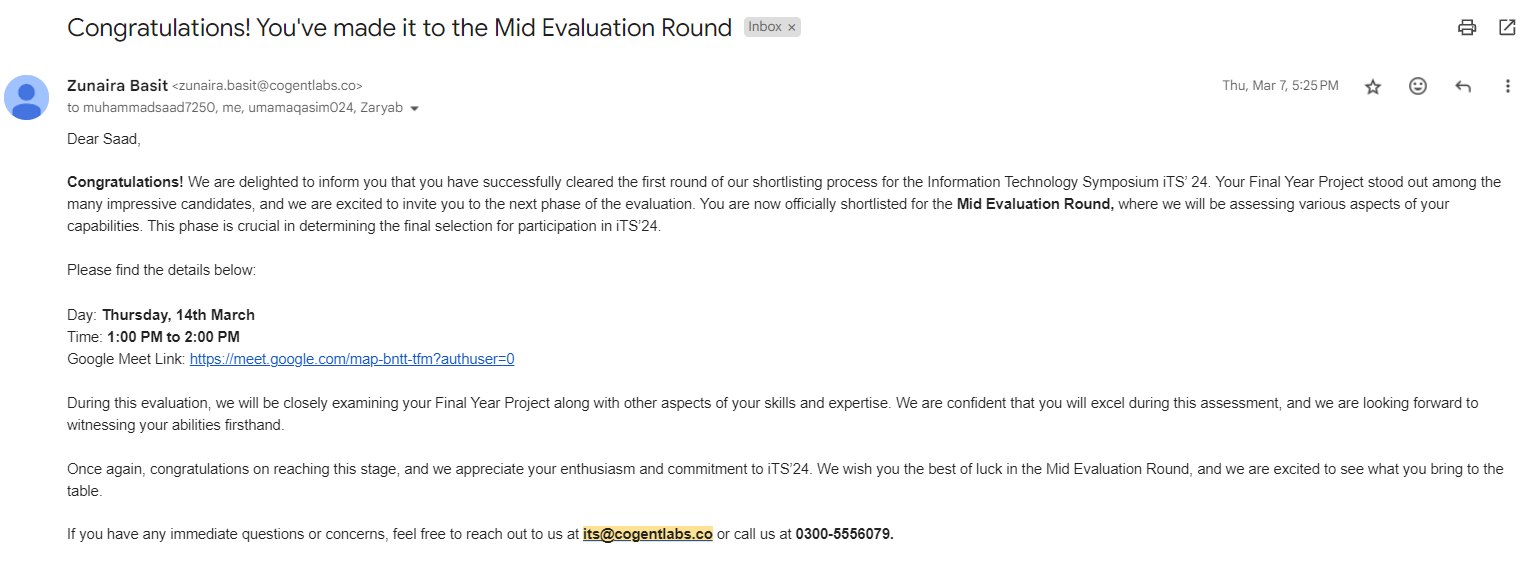 Congratulations! You've made it to the Mid Evaluation Round Inbox ×
Zunaira Basit <zunaira.basit@cogentlabs.co> Thu, Mar 7, 5:25 PM
to muhammadsaad7250, me, umamaqasim024, Zaryab
Dear Saad,
Congratulations! We are delighted to inform you that you have successfully cleared the first round of our shortlisting process for the Information Technology Symposium iTS’ 24. Your Final Year Project stood out among the
many impressive candidates, and we are excited to invite you to the next phase of the evaluation. You are now officially shortlisted for the Mid Evaluation Round, where we will be assessing various aspects of your
capabilities. This phase is crucial in determining the final selection for participation in iTS’24.
Please find the details below:
Day: Thursday, 14th March
Time: 1:00 PM to 2:00 PM
Google Meet Link: https://meet.google.com/map-bntt-tfm?authuser=0
During this evaluation, we will be closely examining your Final Year Project along with other aspects of your skills and expertise. We are confident that you will excel during this assessment, and we are looking forward to
witnessing your abilities firsthand.
Once again, congratulations on reaching this stage, and we appreciate your enthusiasm and commitment to iTS’24. We wish you the best of luck in the Mid Evaluation Round, and we are excited to see what you bring to the
table.
If you have any immediate questions or concerns, feel free to reach out to us at its@cogentlabs.co or call us at 0300-5556079.